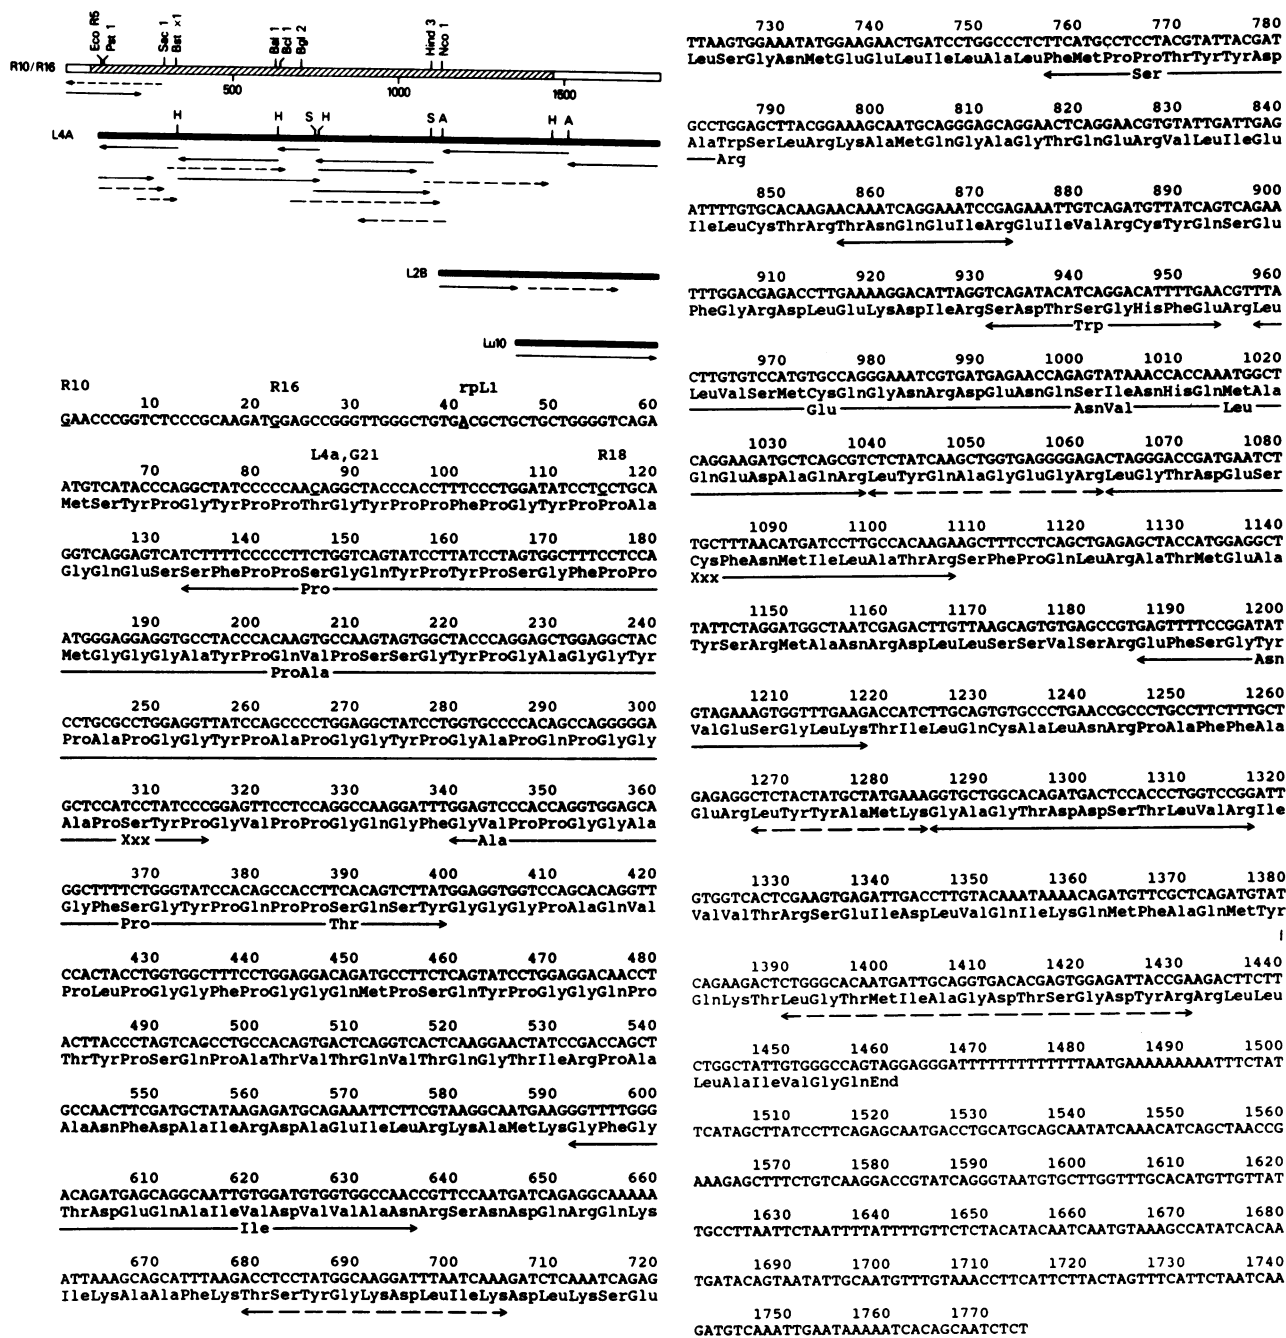 Eco R5
Pst 1
Sac 1
Bst x1
Bal 1
Bcl 1
Bgl 2
Hind 3
Nco 1
R10/R16
500 1000 1500
H H S H S A H A
L4A
L2B
Lu10
R10 R16 rpL1
10 20 30 40 50 60
GAACCCGGTCTCCCGCAAGATGGAGCCGGGTTGGGCTGTGACGCTGCTGCTGGGGTCAGA
L4a,G21 R18
70 80 90 100 110 120
ATGTCATACCCAGGCTATCCCCCAACAGGCTACCCACCTTTCCCTGGATATCCTCCTGCA
MetSerTyrProGlyTyrProProThrGlyTyrProProPheProGlyTyrProProAla
130 140 150 160 170 180
GGTCAGGAGTCATCTTTTCCCCCTTCTGGTCAGTATCCTTATCCTAGTGGCTTTCCTCCA
GlyGlnGluSerSerPheProProSerGlyGlnTyrProTyrProSerGlyPheProPro
Pro
190 200 210 220 230 240
ATGGGAGGAGGTGCCTACCCACAAGTGCCAAGTAGTGGCTACCCAGGAGCTGGAGGCTAC
MetGlyGlyGlyAlaTyrProGlnValProSerSerGlyTyrProGlyAlaGlyGlyTyr
ProAla
250 260 270 280 290 300
CCTGCGCCTGGAGGTTATCCAGCCCCTGGAGGCTATCCTGGTGCCCCACAGCCAGGGGGA
ProAlaProGlyGlyTyrProAlaProGlyGlyTyrProGlyAlaProGlnProGlyGly
310 320 330 340 350 360
GCTCCATCCTATCCCGGAGTTCCTCCAGGCCAAGGATTTGGAGTCCCACCAGGTGGAGCA
AlaProSerTyrProGlyValProProGlyGlnGlyPheGlyValProProGlyGlyAla
Xxx Ala
370 380 390 400 410 420
GGCTTTTCTGGGTATCCACAGCCACCTTCACAGTCTTATGGAGGTGGTCCAGCACAGGTT
GlyPheSerGlyTyrProGlnProProSerGlnSerTyrGlyGlyGlyProAlaGlnVal
Pro Thr
430 440 450 460 470 480
CCACTACCTGGTGGCTTTCCTGGAGGACAGATGCCTTCTCAGTATCCTGGAGGACAACCT
ProLeuProGlyGlyPheProGlyGlyGlnMetProSerGlnTyrProGlyGlyGlnPro
490 500 510 520 530 540
ACTTACCCTAGTCAGCCTGCCACAGTGACTCAGGTCACTCAAGGAACTATCCGACCAGCT
ThrTyrProSerGlnProAlaThrValThrGlnValThrGlnGlyThrIleArgProAla
550 560 570 580 590 600
GCCAACTTCGATGCTATAAGAGATGCAGAAATTCTTCGTAAGGCAATGAAGGGTTTTGGG
AlaAsnPheAspAlaIleArgAspAlaGluIleLeuArgLysAlaMetLysGlyPheGly
610 620 630 640 650 660
ACAGATGAGCAGGCAATTGTGGATGTGGTGGCCAACCGTTCCAATGATCAGAGGCAAAAA
ThrAspGluGlnAlaIleValAspValValAlaAsnArgSerAsnAspGlnArgGlnLys
Ile
670 680 690 700 710 720
ATTAAAGCAGCATTTAAGACCTCCTATGGCAAGGATTTAATCAAAGATCTCAAATCAGAG
IleLysAlaAlaPheLysThrSerTyrGlyLysAspLeuIleLysAspLeuLysSerGlu
730 740 750 760 770 780
TTAAGTGGAAATATGGAAGAACTGATCCTGGCCCTCTTCATGCCTCCTACGTATTACGAT
LeuSerGlyAsnMetGluGluLeuIleLeuAlaLeuPheMetProProThrTyrTyrAsp
Ser
790 800 810 820 830 840
GCCTGGAGCTTACGGAAAGCAATGCAGGGAGCAGGAACTCAGGAACGTGTATTGATTGAG
AlaTrpSerLeuArgLysAlaMetGlnGlyAlaGlyThrGlnGluArgValLeuIleGlu
Arg
850 860 870 880 890 900
ATTTTGTGCACAAGAACAAATCAGGAAATCCGAGAAATTGTCAGATGTTATCAGTCAGAA
IleLeuCysThrArgThrAsnGlnGluIleArgGluIleValArgCysTyrGlnSerGlu
910 920 930 940 950 960
TTTGGACGAGACCTTGAAAAGGACATTAGGTCAGATACATCAGGACATTTTGAACGTTTA
PheGlyArgAspLeuGluLysAspIleArgSerAspThrSerGlyHisPheGluArgLeu
Trp
970 980 990 1000 1010 1020
CTTGTGTCCATGTGCCAGGGAAATCGTGATGAGAACCAGAGTATAAACCACCAAATGGCT
LeuValSerMetCysGlnGlyAsnArgAspGluAsnGlnSerIleAsnHisGlnMetAla
Glu AsnVal Leu
1030 1040 1050 1060 1070 1080
CAGGAAGATGCTCAGCGTCTCTATCAAGCTGGTGAGGGGAGACTAGGGACCGATGAATCT
GlnGluAspAlaGlnArgLeuTyrGlnAlaGlyGluGlyArgLeuGlyThrAspGluSer
1090 1100 1110 1120 1130 1140
TGCTTTAACATGATCCTTGCCACAAGAAGCTTTCCTCAGCTGAGAGCTACCATGGAGGCT
CysPheAsnMetIleLeuAlaThrArgSerPheProGlnLeuArgAlaThrMetGluAla
Xxx
1150 1160 1170 1180 1190 1200
TATTCTAGGATGGCTAATCGAGACTTGTTAAGCAGTGTGAGCCGTGAGTTTTCCGGATAT
TyrSerArgMetAlaAsnArgAspLeuLeuSerSerValSerArgGluPheSerGlyTyr
Asn
1210 1220 1230 1240 1250 1260
GTAGAAAGTGGTTTGAAGACCATCTTGCAGTGTGCCCTGAACCGCCCTGCCTTCTTTGCT
ValGluSerGlyLeuLysThrIleLeuGlnCysAlaLeuAsnArgProAlaPhePheAla
1270 1280 1290 1300 1310 1320
GAGAGGCTCTACTATGCTATGAAAGGTGCTGGCACAGATGACTCCACCCTGGTCCGGATT
GluArgLeuTyrTyrAlaMetLysGlyAlaGlyThrAspAspSerThrLeuValArgIle
1330 1340 1350 1360 1370 1380
GTGGTCACTCGAAGTGAGATTGACCTTGTACAAATAAAACAGATGTTCGCTCAGATGTAT
ValValThrArgSerGluIleAspLeuValGlnIleLysGlnMetPheAlaGlnMetTyr
1390 1400 1410 1420 1430 1440
CAGAAGACTCTGGGCACAATGATTGCAGGTGACACGAGTGGAGATTACCGAAGACTTCTT
GlnLysThrLeuGlyThrMetIleAlaGlyAspThrSerGlyAspTyrArgArgLeuLeu
1450 1460 1470 1480 1490 1500
CTGGCTATTGTGGGCCAGTAGGAGGGATTTTTTTTTTTTTTAATGAAAAAAAAATTTCTAT
LeuAlaIleValGlyGlnEnd
1510 1520 1530 1540 1550 1560
TCATAGCTTATCCTTCAGAGCAATGACCTGCATGCAGCAATATCAAACATCAGCTAACCG
1570 1580 1590 1600 1610 1620
AAAGAGCTTTCTGTCAAGGACCGTATCAGGGTAATGTGCTTGGTTTGCACATGTTGTTAT
1630 1640 1650 1660 1670 1680
TGCCTTAATTCTAATTTTATTTTGTTCTCTACATACAATCAATGTAAAGCCATATCACAA
1690 1700 1710 1720 1730 1740
TGATACAGTAATATTGCAATGTTTGTAAACCTTCATTCTTACTAGTTTCATTCTAATCAA
1750 1760 1770
GATGTCAAATTGAATAAAAATCACAGCAATCTCT